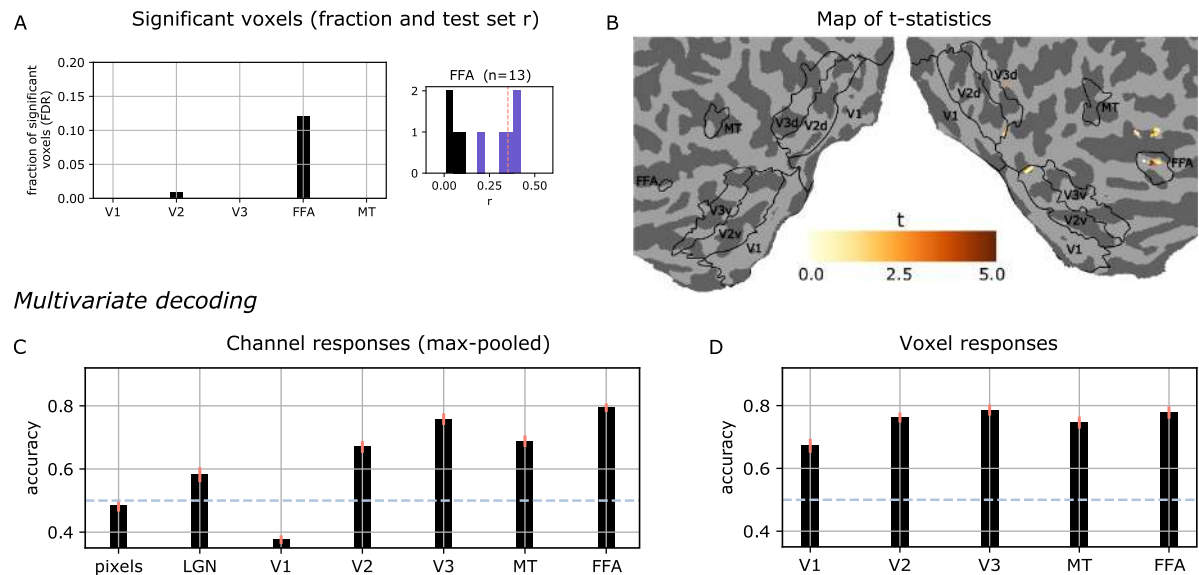 A
Significant voxels (fraction and test set r)
fraction of significant
voxels (FDR)
0.20
0.15
0.10
0.05
0.00
V1 V2 V3 FFA MT
FFA (n=13)
2
1
0
0.00 0.25 0.50
r
B
Map of t-statistics
MT
V3d
V2d
V1
FFA
V3v
V2v
V1
V3d
V2d
V1
MT
FFA
V3v
V2v
V1
t
0.0 2.5 5.0
Multivariate decoding
C
Channel responses (max-pooled)
accuracy
0.8
0.6
0.4
pixels LGN V1 V2 V3 MT FFA
D
Voxel responses
accuracy
0.8
0.6
0.4
V1 V2 V3 MT FFA